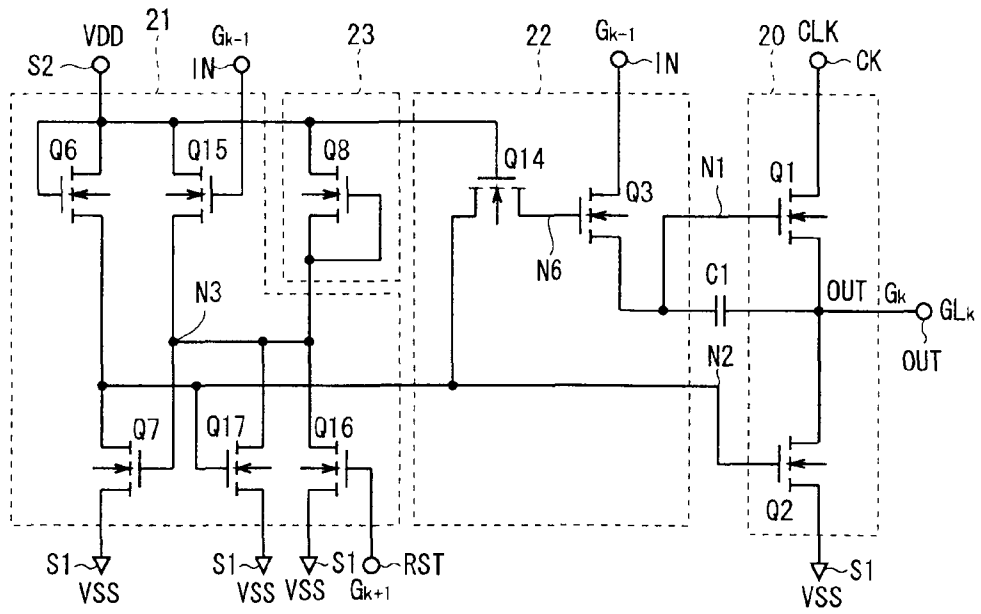 VDD 21 Gk-1 23 22 Gk-1 20 CLK
S2 IN IN CK
Q6 Q15 Q8 Q14 Q3 N1 Q1
N6
N3 C1 OUT Gk GLk
OUT
N2
Q7 Q17 Q16
Q2
S1 S1 S1 RST S1
VSS VSS VSS Gk+1 VSS